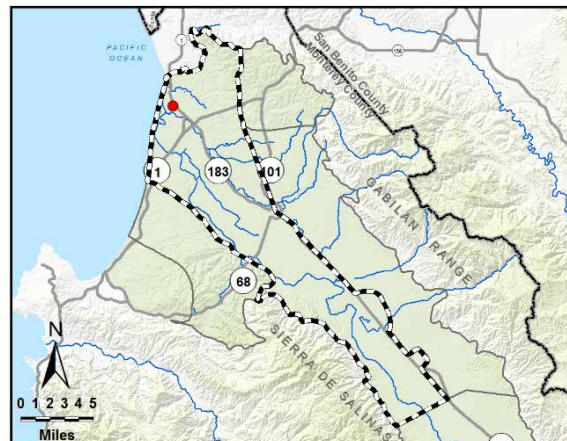 1
156
PACIFIC
OCEAN
San Benito County
Monterey County
1
183
101
GABILAN RANGE
68
SIERRA DE SALINAS
N
0 1 2 3 4 5
Miles